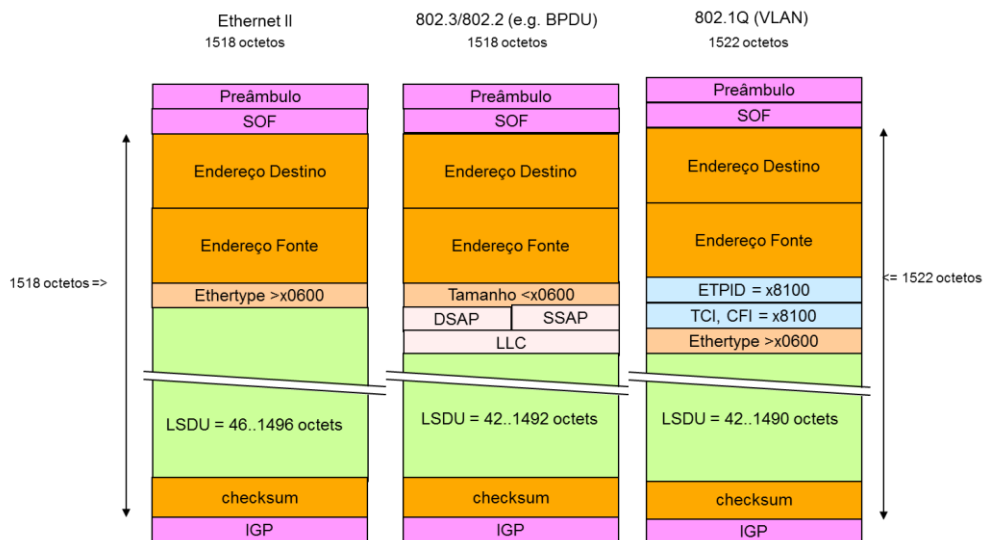 Ethernet II
1518 octetos
802.3/802.2 (e.g. BPDU)
1518 octetos
802.1Q (VLAN)
1522 octetos
1518 octetos =>
Preâmbulo
SOF
Endereço Destino
Endereço Fonte
Ethertype >x0600
LSDU = 46..1496 octets
checksum
IGP
Preâmbulo
SOF
Endereço Destino
Endereço Fonte
Tamanho <x0600
DSAP
SSAP
LLC
LSDU = 42..1492 octets
checksum
IGP
Preâmbulo
SOF
Endereço Destino
Endereço Fonte
ETPID = x8100
TCI, CFI = x8100
Ethertype >x0600
LSDU = 42..1490 octets
checksum
IGP
<= 1522 octetos